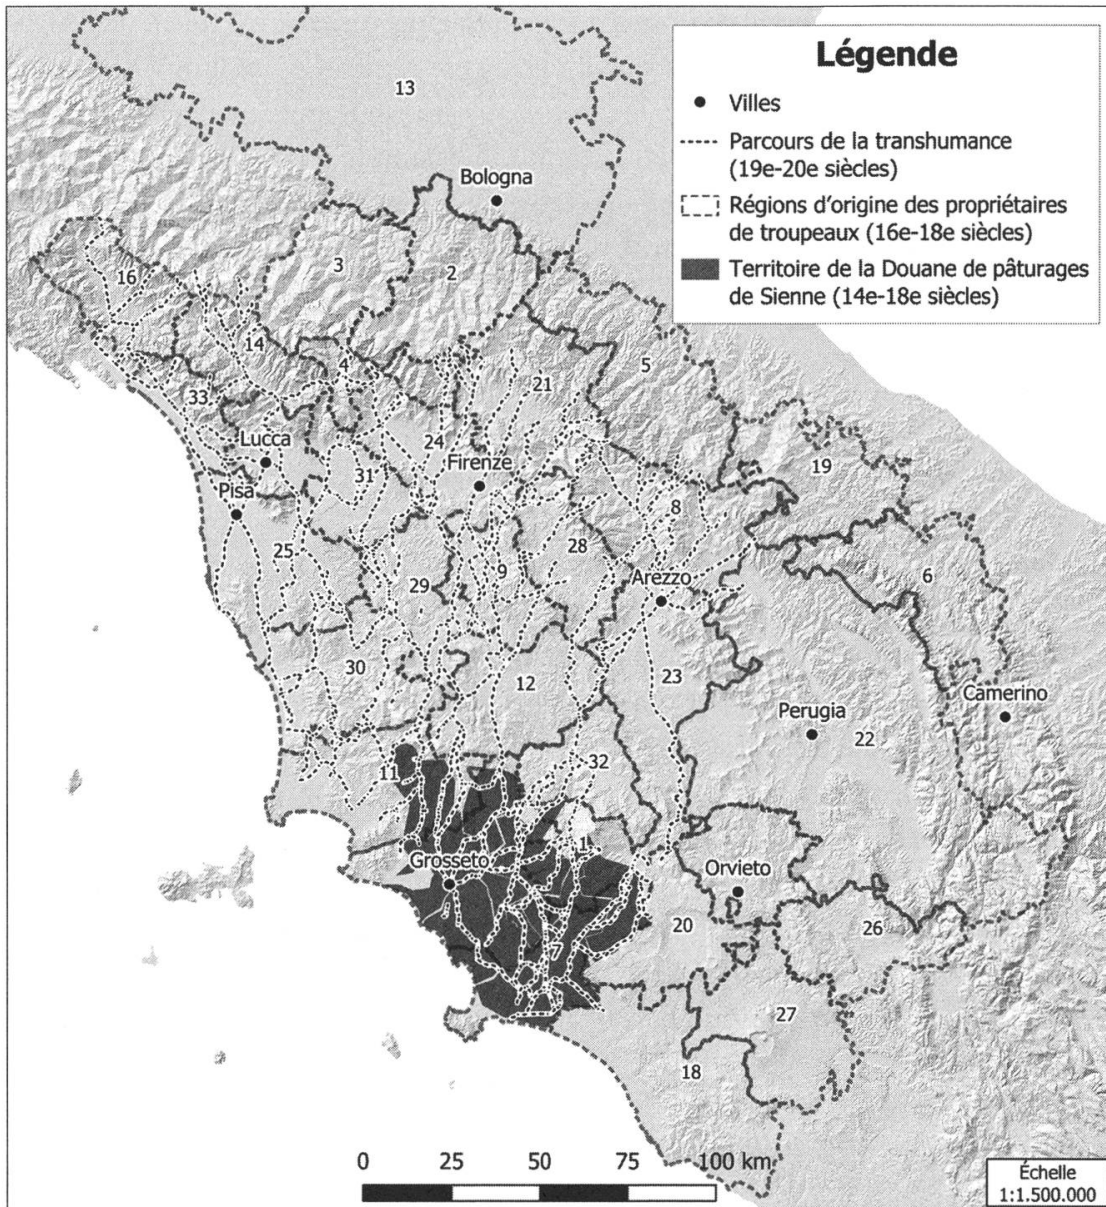 Légende
Villes
Parcours de la transhumance
(19e-20e siècles)
Régions d'origine des propriétaires
de troupeaux (16e-18e siècles)
Territoire de la Douane de pâturages
de Sienne (14e-18e siècles)
13
Bologna
3
2
16
14
4
5
21
33
24
Lucca
Firenze
19
31
Pisa
8
25
28
9
6
29
Arezzo
30
12
23
Camerino
Perugia
22
11
32
1
Grosseto
Orvieto
20
26
7
27
18
0 25 50 75 100 km
Échelle
1:1.500.000